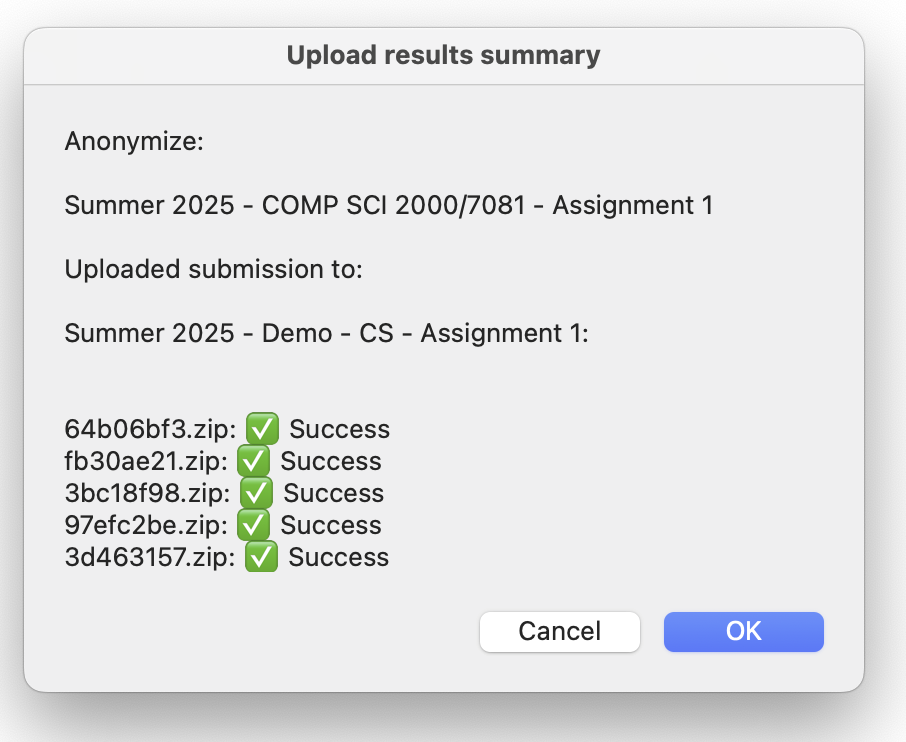 Upload results summary
Anonymize:
Summer 2025 - COMP SCI 2000/7081 - Assignment 1
Uploaded submission to:
Summer 2025 - Demo - CS - Assignment 1:
64b06bf3.zip: ✅ Success
fb30ae21.zip: ✅ Success
3bc18f98.zip: ✅ Success
97efc2be.zip: ✅ Success
3d463157.zip: ✅ Success
Cancel
OK